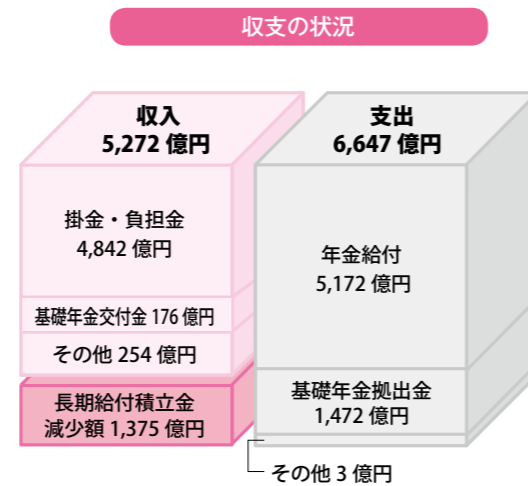 収支の状況
収入
5,272 億円
掛金・負担金
4,842 億円
基礎年金交付金 176 億円
その他 254 億円
長期給付積立金
減少額 1,375 億円
支出
6,647 億円
年金給付
5,172 億円
基礎年金拠出金
1,472 億円
その他 3 億円